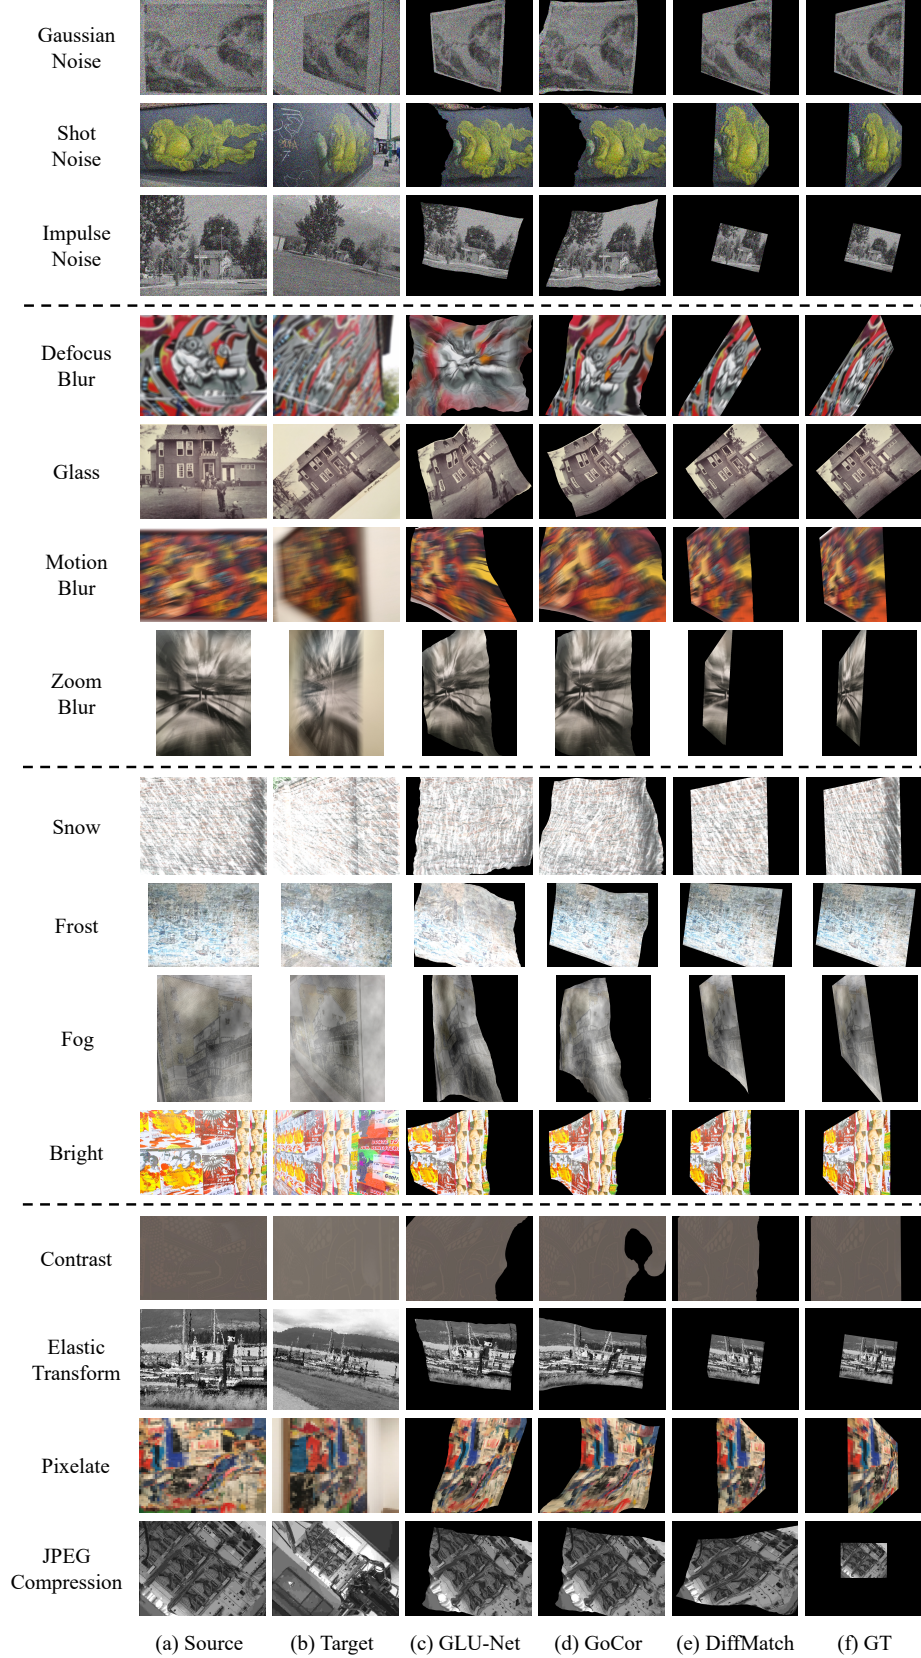 Gaussian
Noise
Shot
Noise
Impulse
Noise
Defocus
Blur
Glass
Motion
Blur
Zoom
Blur
Snow
Frost
Fog
Bright
Contrast
Elastic
Transform
Pixelate
JPEG
Compression
(a) Source
(b) Target
(c) GLU-Net
(d) GoCor
(e) DiffMatch
(f) GT